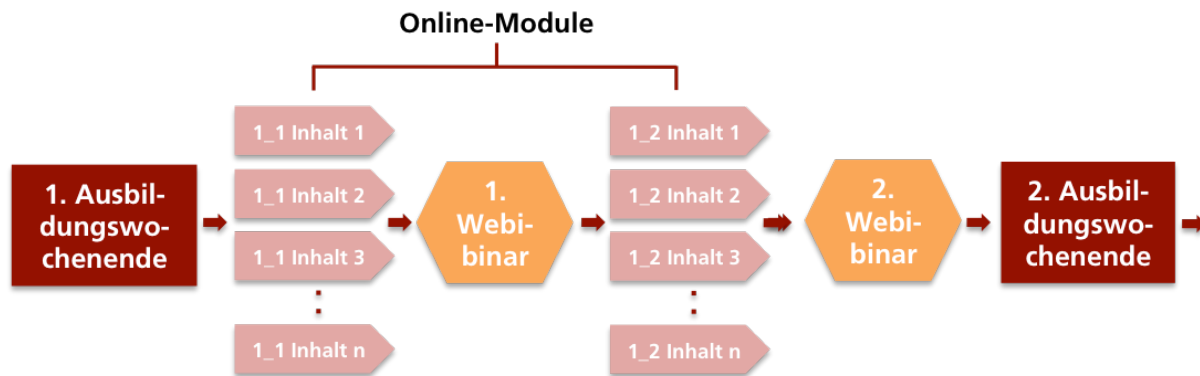 Online-Module
1. Ausbil-
dungswo-
chenende
1_1 Inhalt 1
1_1 Inhalt 2
1_1 Inhalt 3
:
1_1 Inhalt n
1.
Webi-
binar
1_2 Inhalt 1
1_2 Inhalt 2
1_2 Inhalt 3
:
1_2 Inhalt n
2.
Webi-
binar
2. Ausbil-
dungswo-
chenende